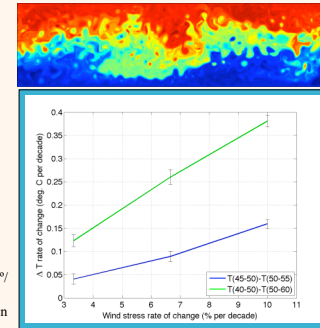 0.4
0.35
0.3
0.25
0.2
0.15
0.1
0.05
0
Δ T rate of change (deg. C per decade)
3 4 5 6 7 8 9 10 11
Wind stress rate of change (% per decade)
T(45-50)-T(50-55)
T(40-50)-T(50-60)
%/
n